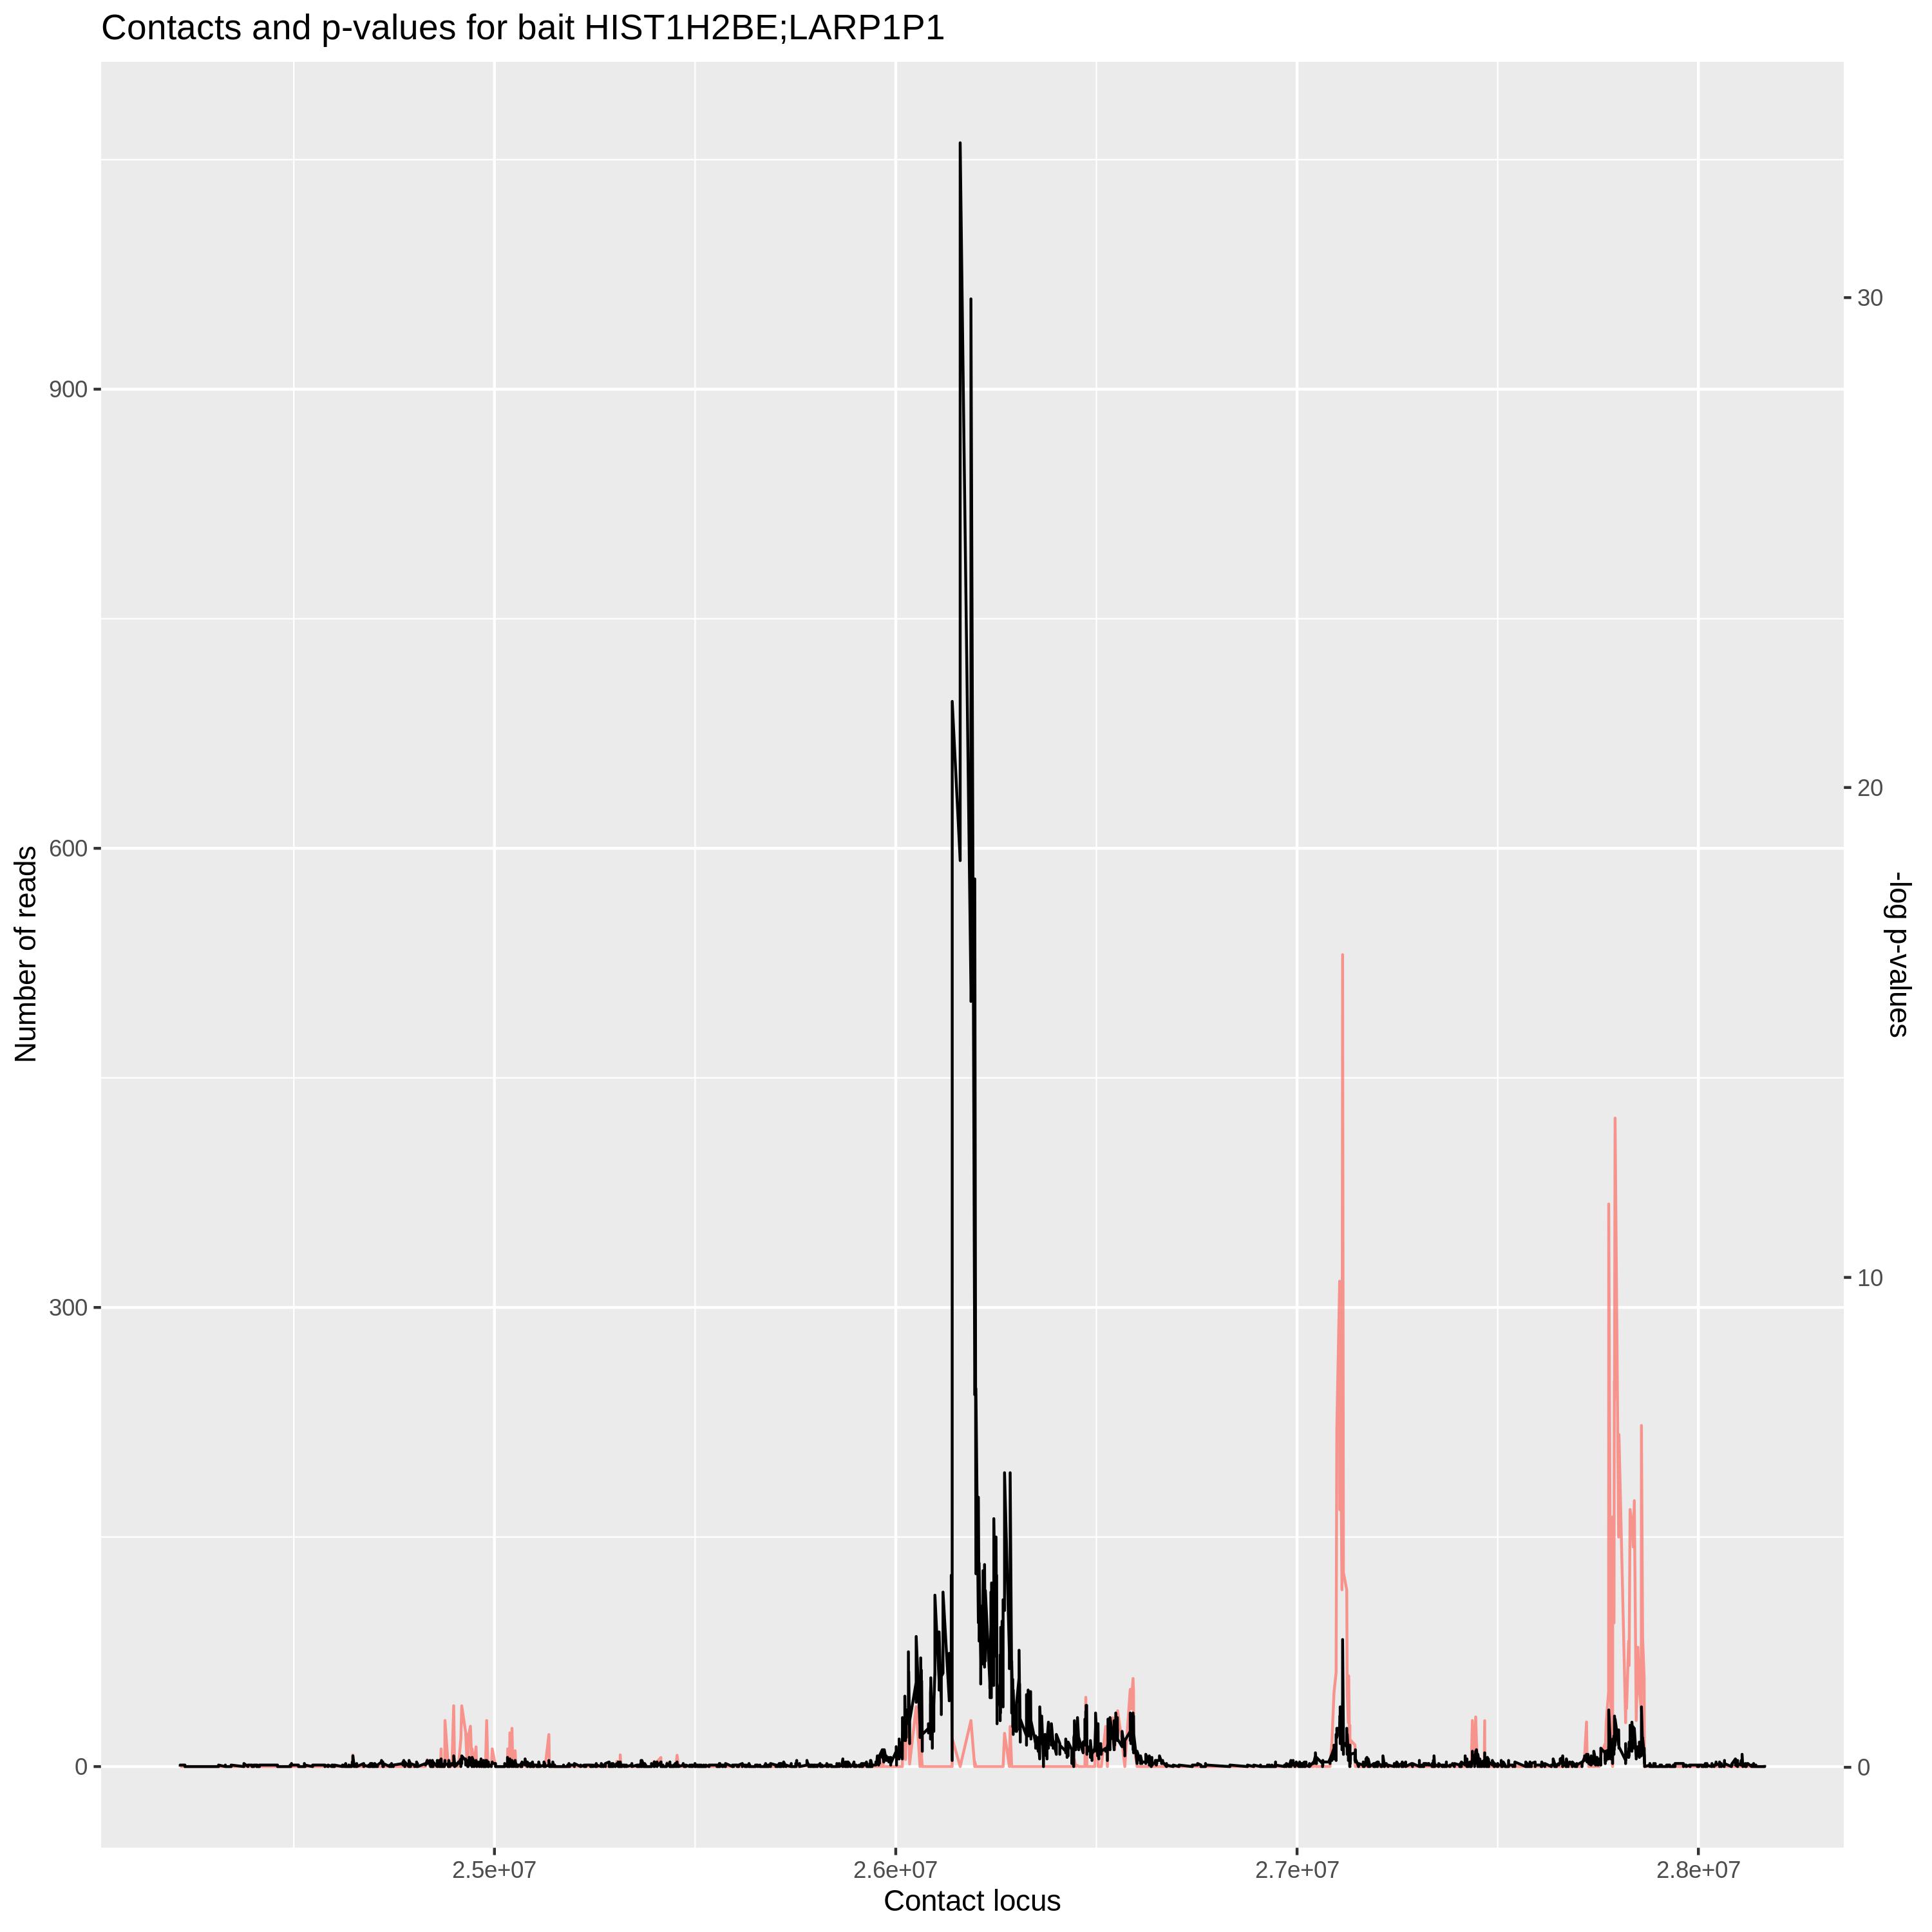 Contacts and p-values for bait HIST1H2BE;LARP1P1
900
600
300
0
Number of reads
30
20
10
0
-log p-values
2.5e+07 2.6e+07 2.7e+07 2.8e+07
Contact locus